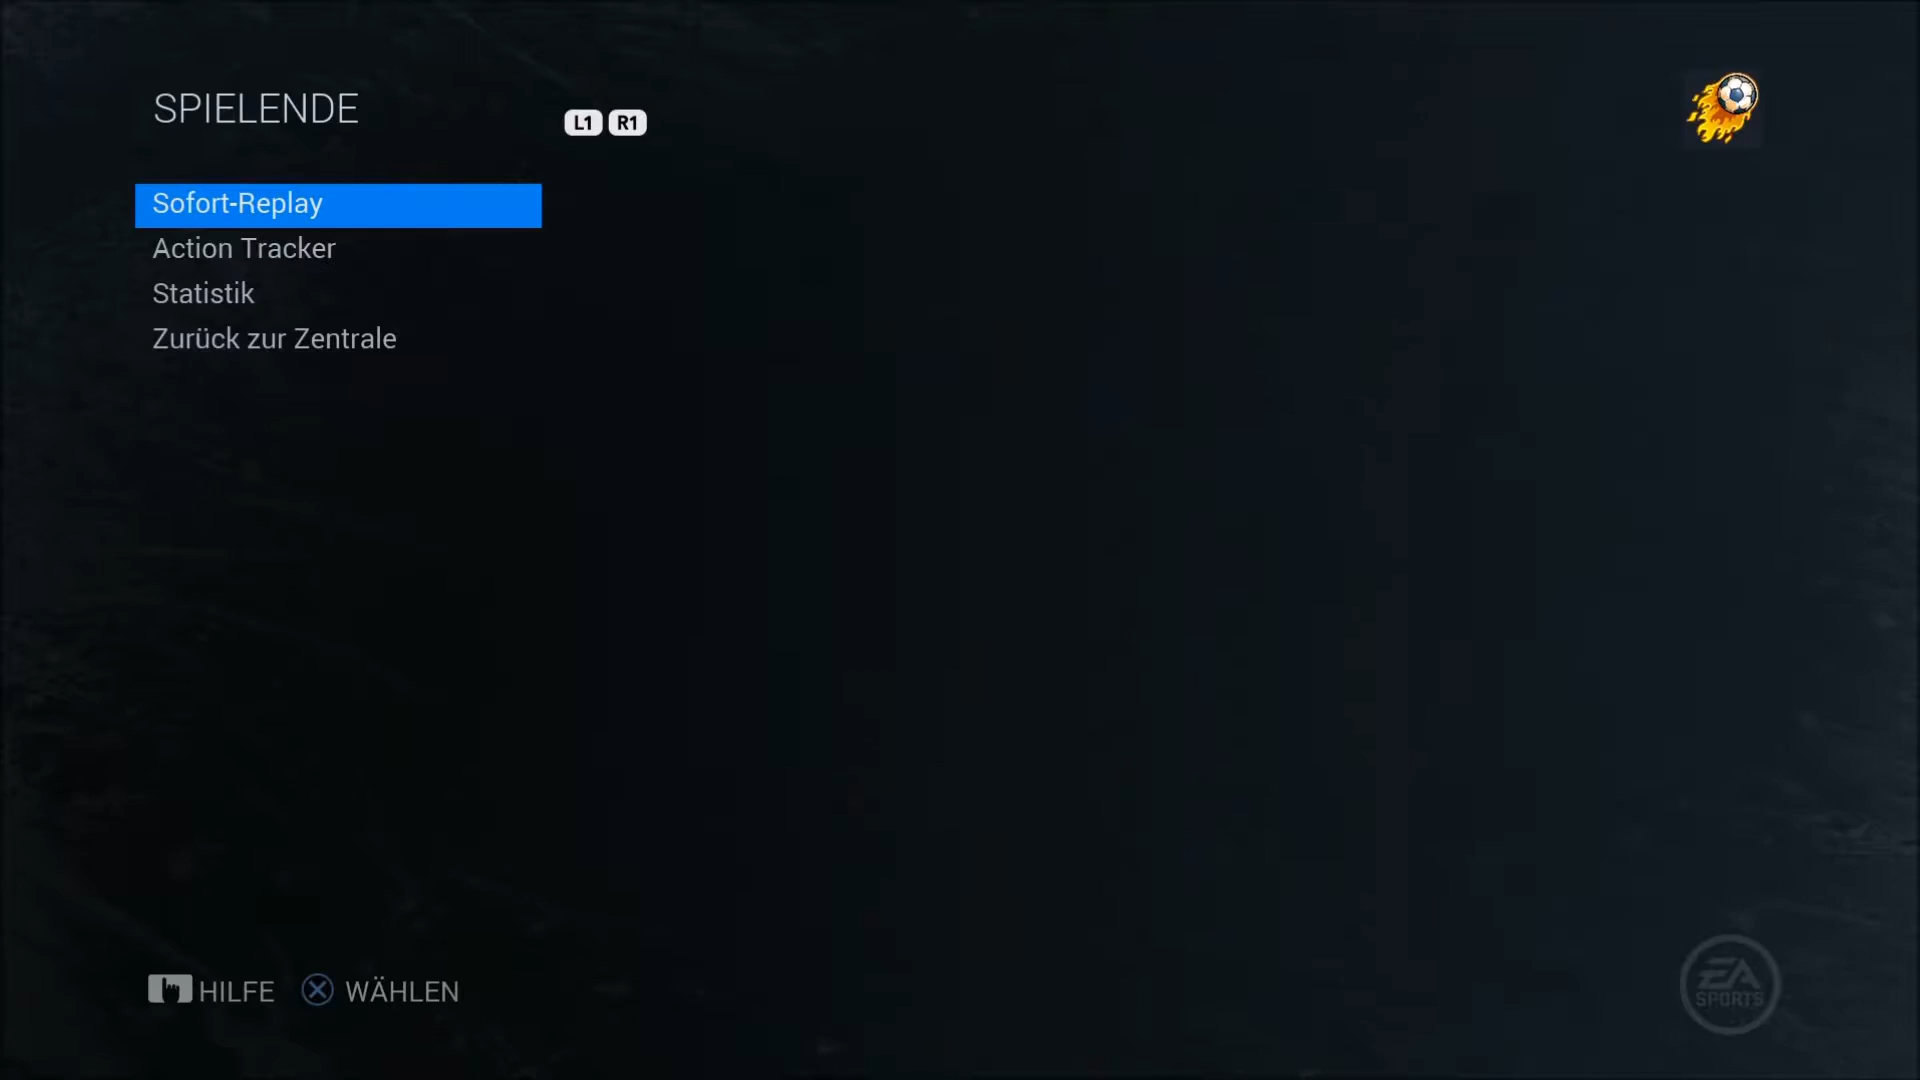 SPIELENDE
L1 R1
Sofort-Replay
Action Tracker
Statistik
Zurück zur Zentrale
HILFE WÄHLEN
EA
SPORTS